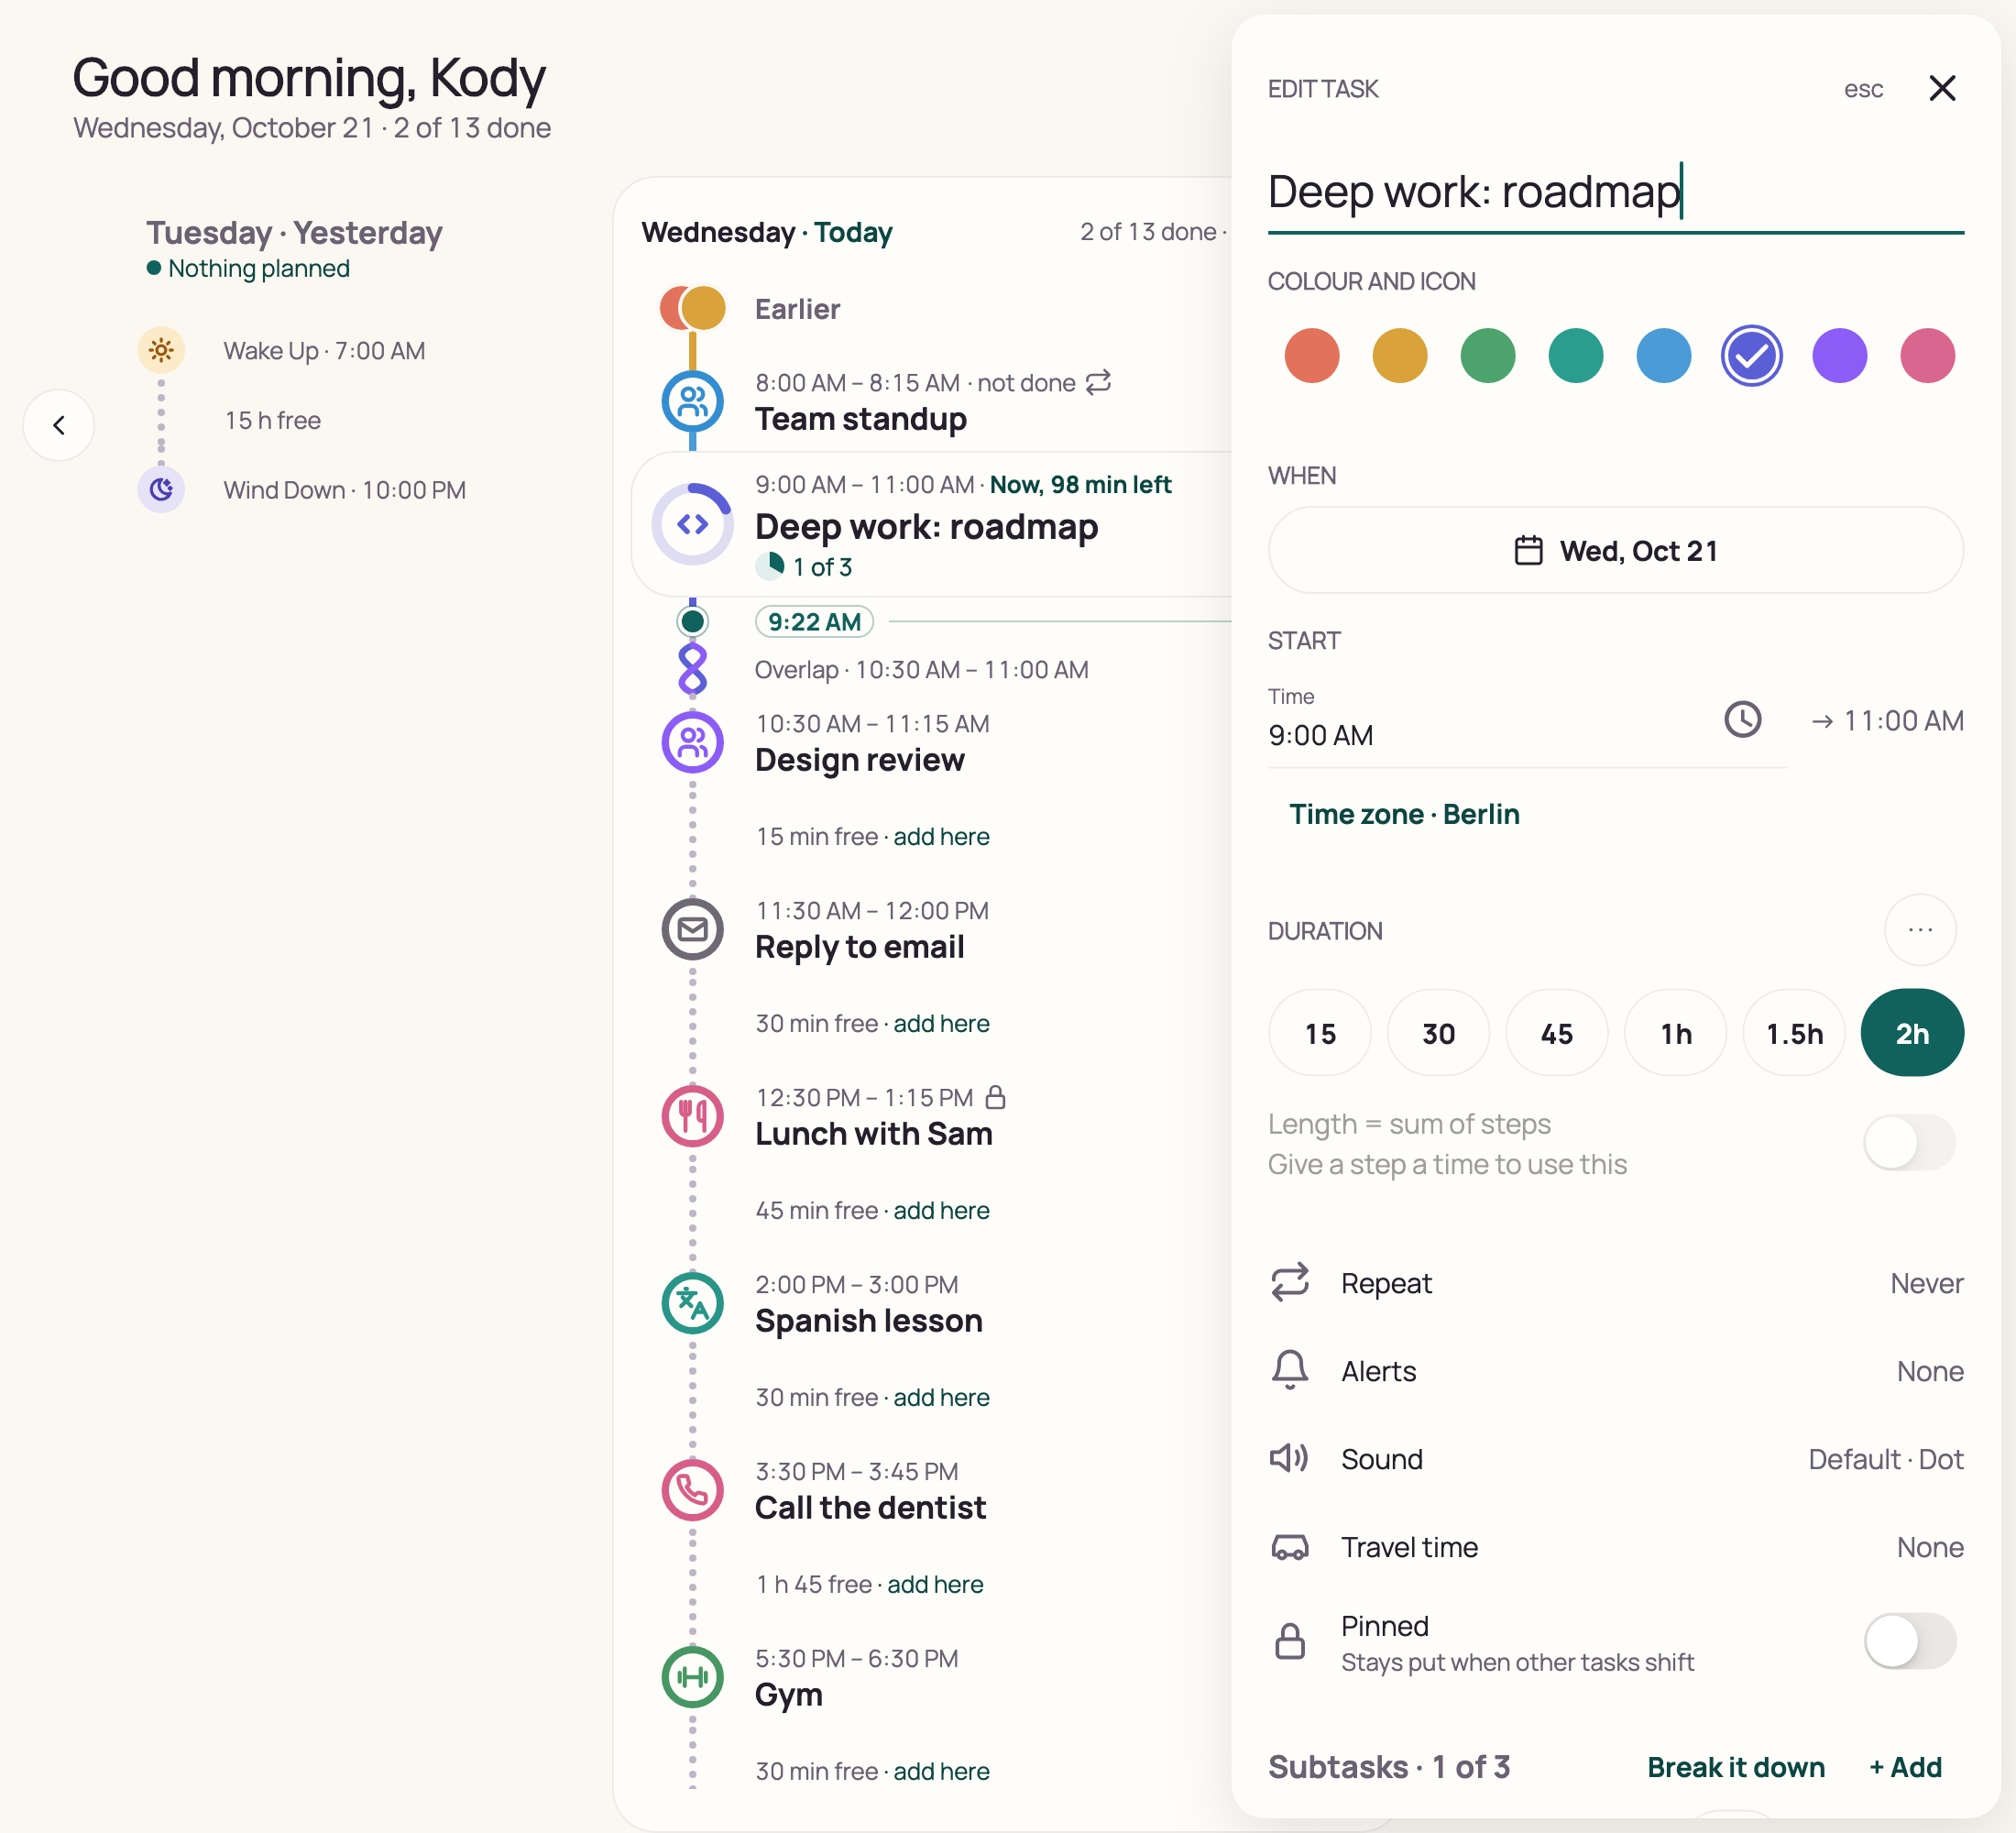 Good morning, Kody
Wednesday, October 21 · 2 of 13 done
Tuesday · Yesterday
Nothing planned
Wake Up · 7:00 AM
15 h free
Wind Down · 10:00 PM
Wednesday · Today
2 of 13 done ·
Earlier
8:00 AM – 8:15 AM · not done
Team standup
9:00 AM – 11:00 AM · Now, 98 min left
Deep work: roadmap
1 of 3
9:22 AM
Overlap · 10:30 AM – 11:00 AM
10:30 AM – 11:15 AM
Design review
15 min free · add here
11:30 AM – 12:00 PM
Reply to email
30 min free · add here
12:30 PM – 1:15 PM
Lunch with Sam
45 min free · add here
2:00 PM – 3:00 PM
Spanish lesson
30 min free · add here
3:30 PM – 3:45 PM
Call the dentist
1 h 45 free · add here
5:30 PM – 6:30 PM
Gym
30 min free · add here
EDIT TASK
esc
Deep work: roadmap
COLOUR AND ICON
WHEN
Wed, Oct 21
START
Time
9:00 AM
→ 11:00 AM
Time zone · Berlin
DURATION
15 30 45 1h 1.5h 2h
Length = sum of steps
Give a step a time to use this
Repeat Never
Alerts None
Sound Default · Dot
Travel time None
Pinned
Stays put when other tasks shift
Subtasks · 1 of 3 Break it down + Add